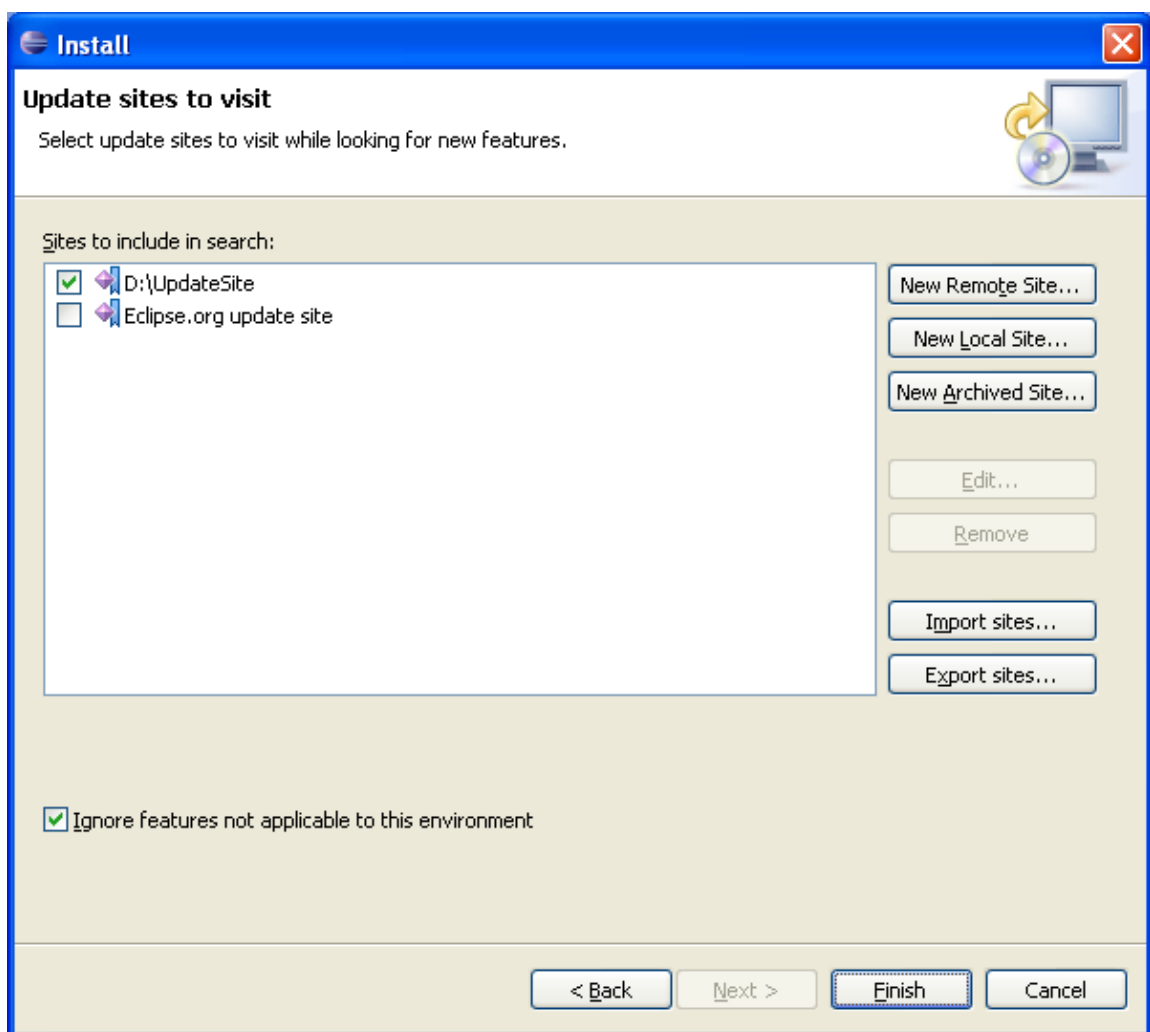 Install
Update sites to visit
Select update sites to visit while looking for new features.
Sites to include in search:
D:\UpdateSite
Eclipse.org update site
New Remote Site...
New Local Site...
New Archived Site...
Edit...
Remove
Import sites...
Export sites...
Ignore features not applicable to this environment
< Back Next > Finish Cancel